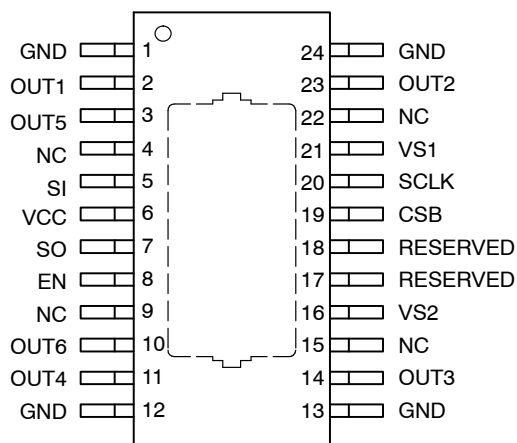 GND 1 24 GND
OUT1 2 23 OUT2
OUT5 3 22 NC
NC 4 21 VS1
SI 5 20 SCLK
VCC 6 19 CSB
SO 7 18 RESERVED
EN 8 17 RESERVED
NC 9 16 VS2
OUT6 10 15 NC
OUT4 11 14 OUT3
GND 12 13 GND